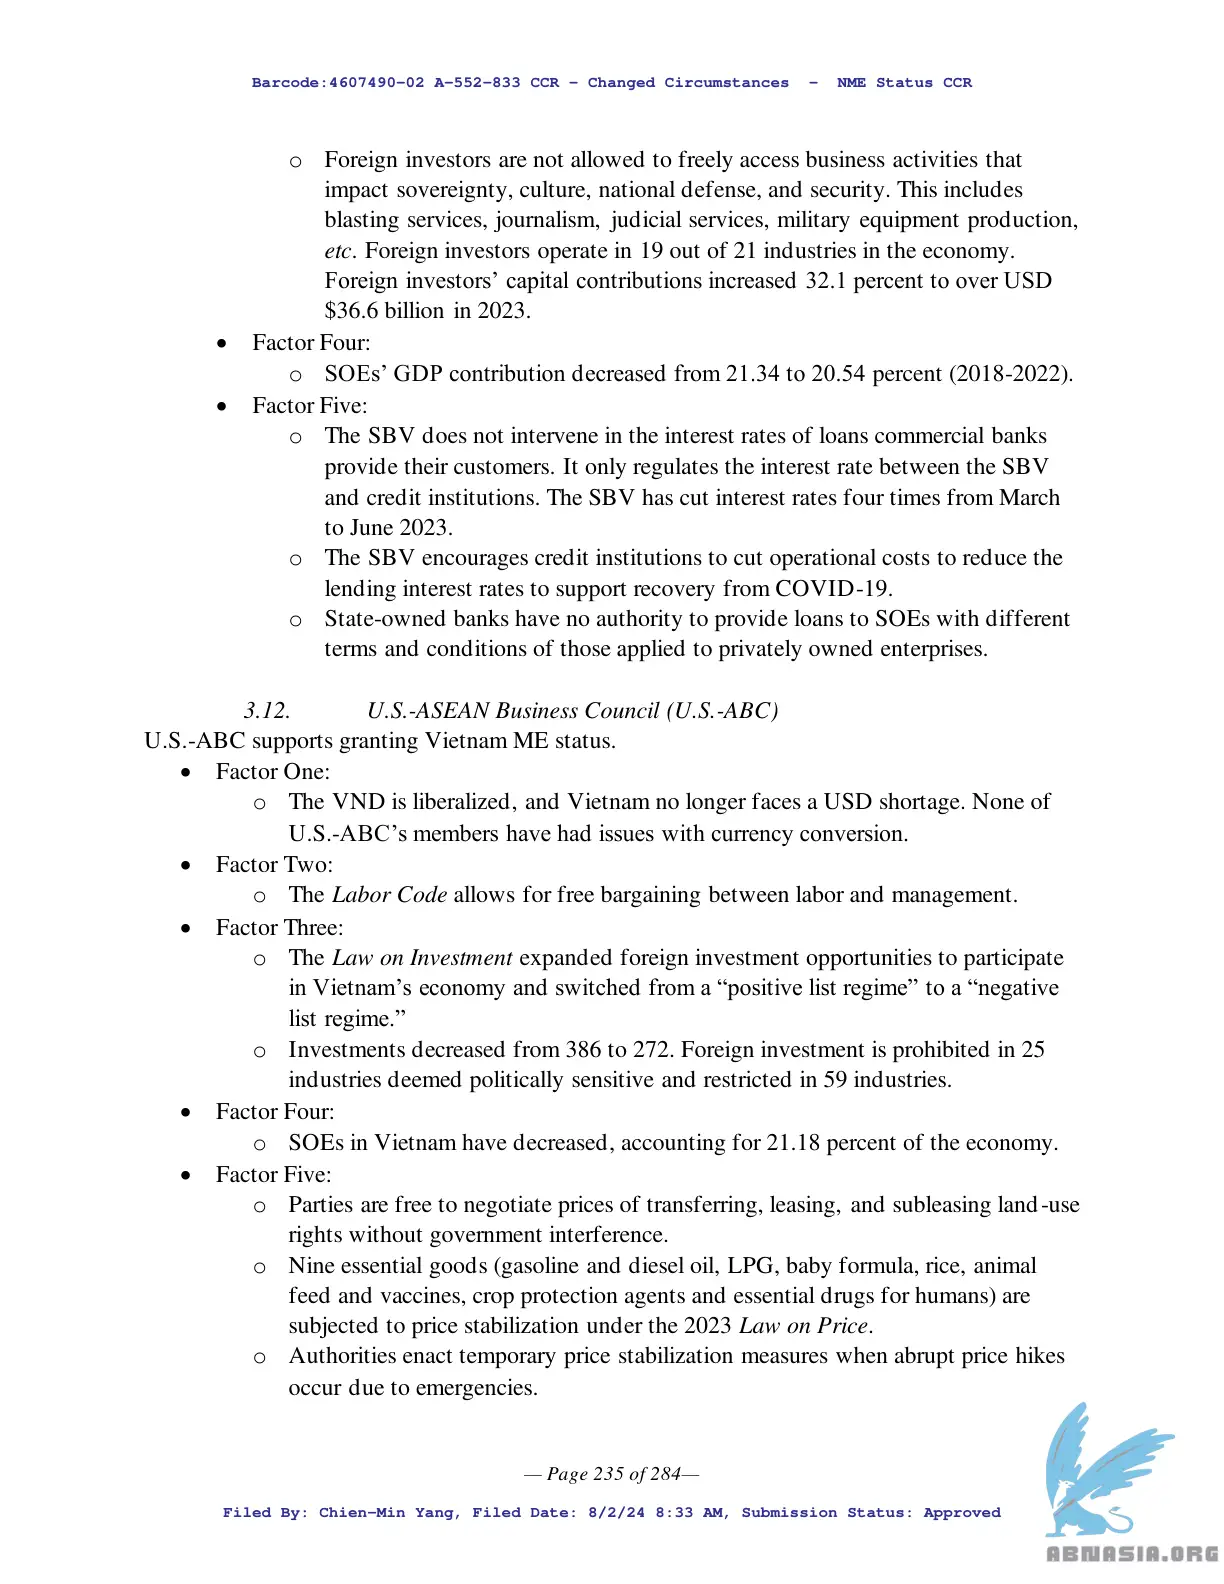 Barcode:4607490-02 A-552-833 CCR - Changed Circumstances - NME Status CCR
o Foreign investors are not allowed to freely access business activities that
impact sovereignty, culture, national defense, and security. This includes
blasting services, journalism, judicial services, military equipment production,
etc. Foreign investors operate in 19 out of 21 industries in the economy.
Foreign investors’ capital contributions increased 32.1 percent to over USD
$36.6 billion in 2023.
• Factor Four:
o SOEs’ GDP contribution decreased from 21.34 to 20.54 percent (2018-2022).
• Factor Five:
o The SBV does not intervene in the interest rates of loans commercial banks
provide their customers. It only regulates the interest rate between the SBV
and credit institutions. The SBV has cut interest rates four times from March
to June 2023.
o The SBV encourages credit institutions to cut operational costs to reduce the
lending interest rates to support recovery from COVID-19.
o State-owned banks have no authority to provide loans to SOEs with different
terms and conditions of those applied to privately owned enterprises.
3.12. U.S.-ASEAN Business Council (U.S.-ABC)
U.S.-ABC supports granting Vietnam ME status.
• Factor One:
o The VND is liberalized, and Vietnam no longer faces a USD shortage. None of
U.S.-ABC’s members have had issues with currency conversion.
• Factor Two:
o The Labor Code allows for free bargaining between labor and management.
• Factor Three:
o The Law on Investment expanded foreign investment opportunities to participate
in Vietnam’s economy and switched from a “positive list regime” to a “negative
list regime.”
o Investments decreased from 386 to 272. Foreign investment is prohibited in 25
industries deemed politically sensitive and restricted in 59 industries.
• Factor Four:
o SOEs in Vietnam have decreased, accounting for 21.18 percent of the economy.
• Factor Five:
o Parties are free to negotiate prices of transferring, leasing, and subleasing land-use
rights without government interference.
o Nine essential goods (gasoline and diesel oil, LPG, baby formula, rice, animal
feed and vaccines, crop protection agents and essential drugs for humans) are
subjected to price stabilization under the 2023 Law on Price.
o Authorities enact temporary price stabilization measures when abrupt price hikes
occur due to emergencies.
— Page 235 of 284—
Filed By: Chien-Min Yang, Filed Date: 8/2/24 8:33 AM, Submission Status: Approved
ABNASIA.ORG